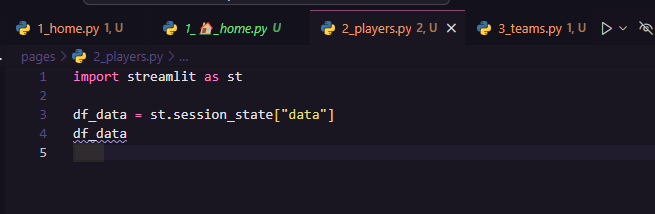 1_home.py 1, U
1_🏠_home.py U
2_players.py 2, U
3_teams.py 1, U
pages > 2_players.py > ...
1 import streamlit as st
2
3 df_data = st.session_state["data"]
4 df_data
5